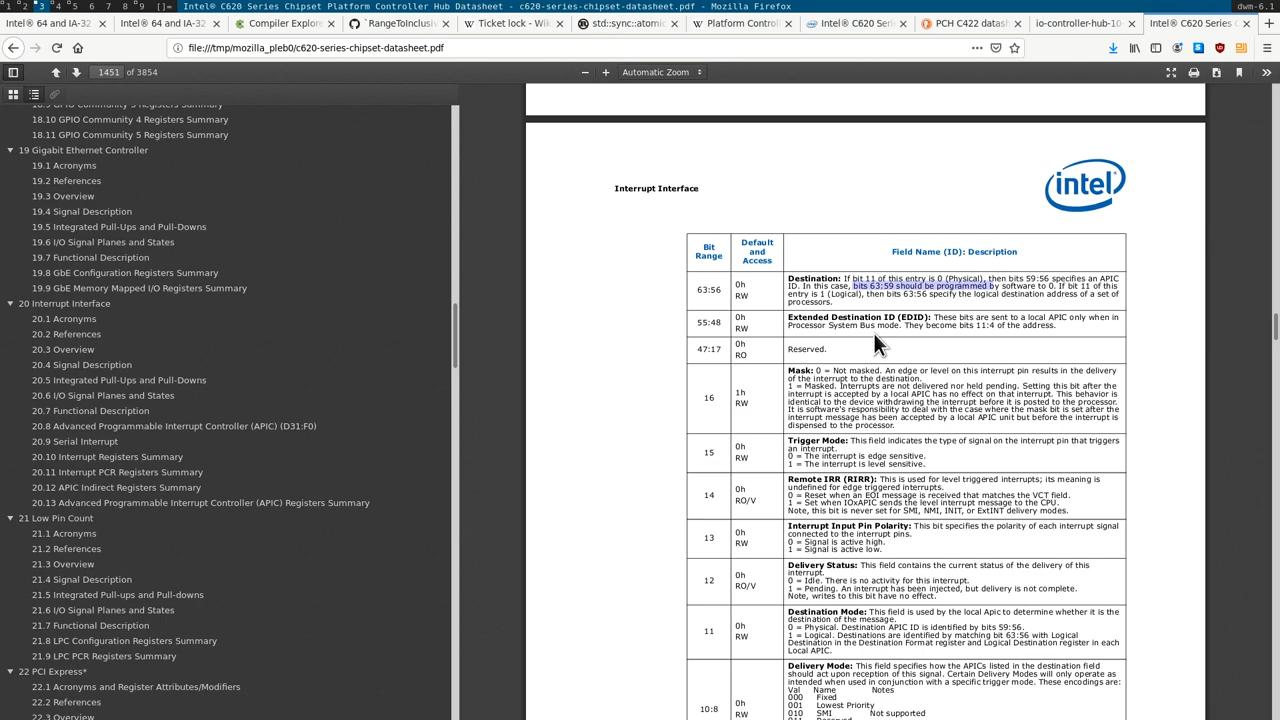 0 1 2 3 4 5 6 7 8 9 []= Intel® C620 Series Chipset Platform Controller Hub Datasheet - c620-series-chipset-datasheet.pdf - Mozilla Firefox dwm-6.1
Intel® 64 and IA-32 Intel® 64 and IA-32 Compiler Explore `RangeToInclusiv Ticket lock - Wik std::sync::atomic Platform Control Intel® C620 Serie PCH C422 datash io-controller-hub-10 Intel® C620 Series C
file:///tmp/mozilla_pleb0/c620-series-chipset-datasheet.pdf
1451 of 3854 Automatic Zoom
18.9 GPIO Community 3 Registers Summary
18.10 GPIO Community 4 Registers Summary
18.11 GPIO Community 5 Registers Summary
19 Gigabit Ethernet Controller
19.1 Acronyms
19.2 References
19.3 Overview
19.4 Signal Description
19.5 Integrated Pull-Ups and Pull-Downs
19.6 I/O Signal Planes and States
19.7 Functional Description
19.8 GbE Configuration Registers Summary
19.9 GbE Memory Mapped I/O Registers Summary
20 Interrupt Interface
20.1 Acronyms
20.2 References
20.3 Overview
20.4 Signal Description
20.5 Integrated Pull-Ups and Pull-Downs
20.6 I/O Signal Planes and States
20.7 Functional Description
20.8 Advanced Programmable Interrupt Controller (APIC) (D31:F0)
20.9 Serial Interrupt
20.10 Interrupt Registers Summary
20.11 Interrupt PCR Registers Summary
20.12 APIC Indirect Registers Summary
20.13 Advanced Programmable Interrupt Controller (APIC) Registers Summary
21 Low Pin Count
21.1 Acronyms
21.2 References
21.3 Overview
21.4 Signal Description
21.5 Integrated Pull-ups and Pull-downs
21.6 I/O Signal Planes and States
21.7 Functional Description
21.8 LPC Configuration Registers Summary
21.9 LPC PCR Registers Summary
22 PCI Express*
22.1 Acronyms and Register Attributes/Modifiers
22.2 References
22.3 Overview
Interrupt Interface
intel®
Bit Range
Default and Access
Field Name (ID): Description
63:56
0h
RW
Destination: If bit 11 of this entry is 0 (Physical), then bits 59:56 specifies an APIC
ID. In this case, bits 63:59 should be programmed by software to 0. If bit 11 of this
entry is 1 (Logical), then bits 63:56 specify the logical destination address of a set of
processors.
55:48
0h
RW
Extended Destination ID (EDID): These bits are sent to a local APIC only when in
Processor System Bus mode. They become bits 11:4 of the address.
47:17
0h
RO
Reserved.
16
1h
RW
Mask: 0 = Not masked. An edge or level on this interrupt pin results in the delivery
of the interrupt to the destination.
1 = Masked. Interrupts are not delivered nor held pending. Setting this bit after the
interrupt is accepted by a local APIC has no effect on that interrupt. This behavior is
identical to the device withdrawing the interrupt before it is posted to the processor.
It is software's responsibility to deal with the case where the mask bit is set after the
interrupt message has been accepted by a local APIC unit but before the interrupt is
dispensed to the processor.
15
0h
RW
Trigger Mode: This field indicates the type of signal on the interrupt pin that triggers
an interrupt.
0 = The interrupt is edge sensitive.
1 = The interrupt is level sensitive.
14
0h
RO/V
Remote IRR (RIRR): This is used for level triggered interrupts; its meaning is
undefined for edge triggered interrupts.
0 = Reset when an EOI message is received that matches the VCT field.
1 = Set when IOxAPIC sends the level interrupt message to the CPU.
Note, this bit is never set for SMI, NMI, INIT, or ExtINT delivery modes.
13
0h
RW
Interrupt Input Pin Polarity: This bit specifies the polarity of each interrupt signal
connected to the interrupt pins.
0 = Signal is active high.
1 = Signal is active low.
12
0h
RO/V
Delivery Status: This field contains the current status of the delivery of this
interrupt.
0 = Idle. There is no activity for this interrupt.
1 = Pending. An interrupt has been injected, but delivery is not complete.
Note, writes to this bit have no effect.
11
0h
RW
Destination Mode: This field is used by the local Apic to determine whether it is the
destination of the message.
0 = Physical. Destination APIC ID is identified by bits 59:56.
1 = Logical. Destinations are identified by matching bit 63:56 with Logical
Destination in the Destination Format register and Logical Destination register in each
Local APIC.
10:8
0h
RW
Delivery Mode: This field specifies how the APICs listed in the destination field
should act upon reception of this signal. Certain Delivery Modes will only operate as
intended when used in conjunction with a specific trigger mode. These encodings are:
Val Name Notes
000 Fixed
001 Lowest Priority
010 SMI Not supported